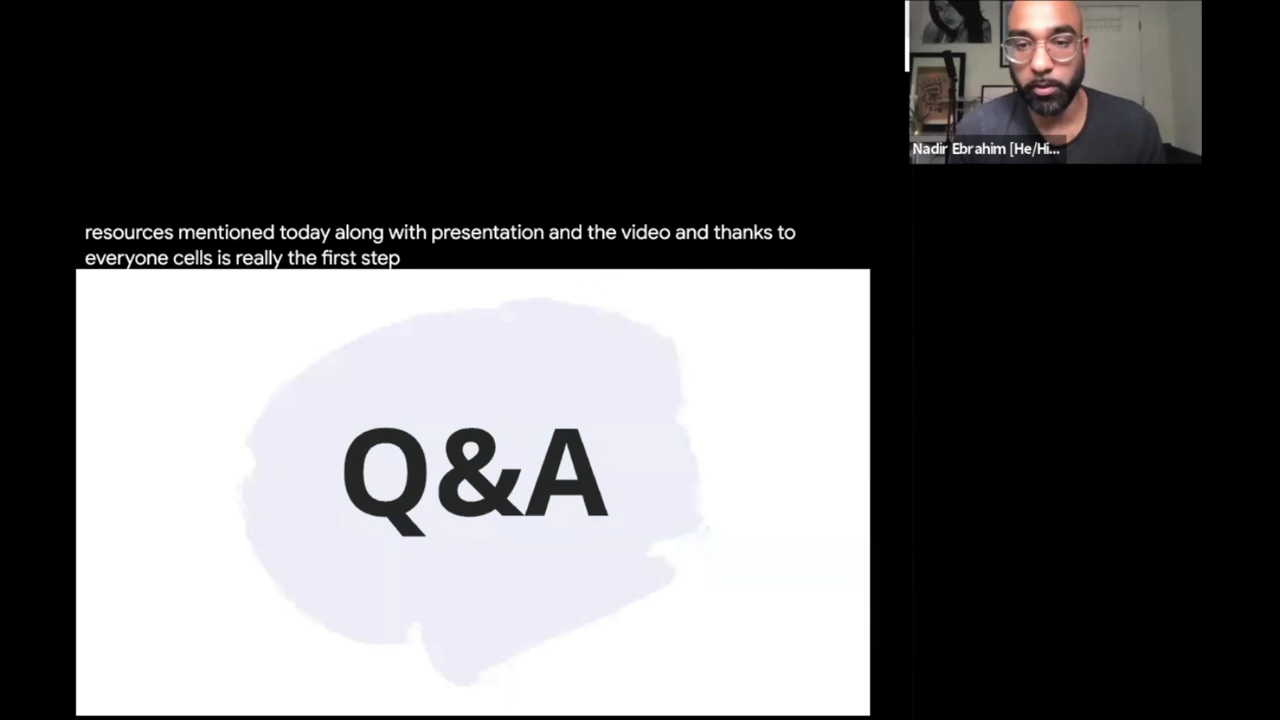 Nadir Ebrahim [He/Hi...
resources mentioned today along with presentation and the video and thanks to
everyone cells is really the first step
Q&A